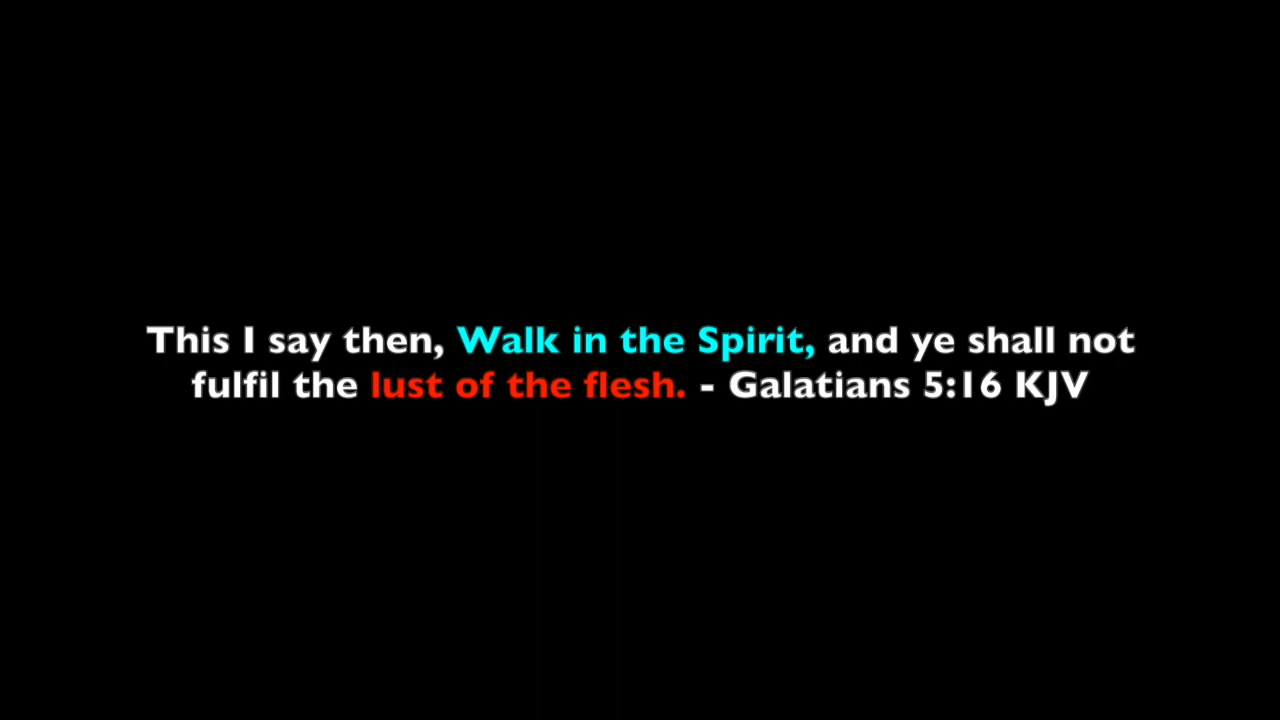 This I say then, Walk in the Spirit, and ye shall not
fulfil the lust of the flesh. - Galatians 5:16 KJV